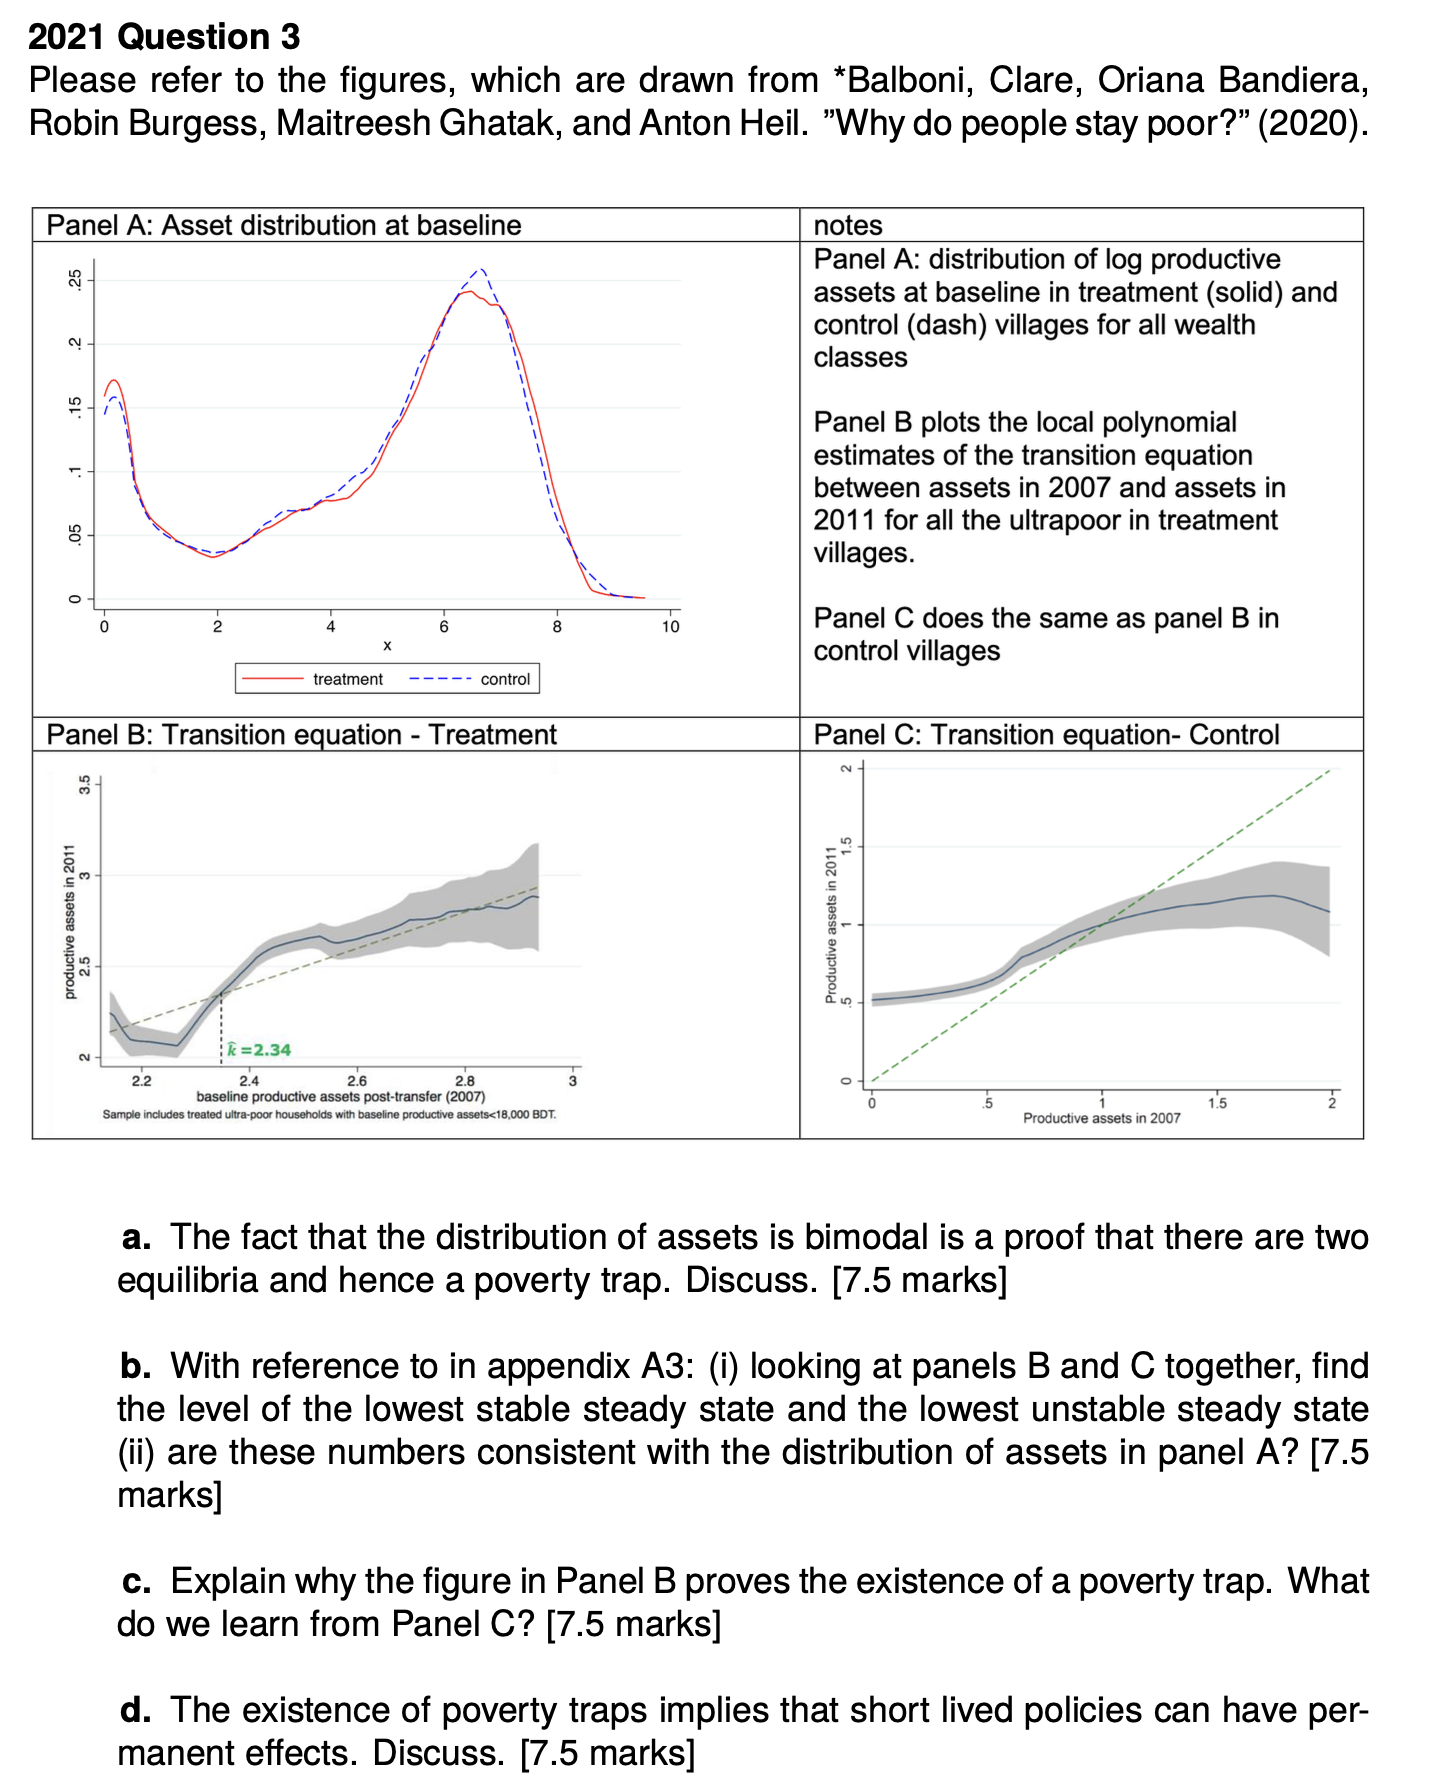 2021 Question 3
Please refer to the figures, which are drawn from *Balboni, Clare, Oriana Bandiera,
Robin Burgess, Maitreesh Ghatak, and Anton Heil. ”Why do people stay poor?” (2020).
Panel A: Asset distribution at baseline
notes
.25
.2
.15
.1
.05
0
0
2
4
6
8
10
x
treatment
control
Panel A: distribution of log productive
assets at baseline in treatment (solid) and
control (dash) villages for all wealth
classes
Panel B plots the local polynomial
estimates of the transition equation
between assets in 2007 and assets in
2011 for all the ultrapoor in treatment
villages.
Panel C does the same as panel B in
control villages
Panel B: Transition equation - Treatment
Panel C: Transition equation- Control
productive assets in 2011
3.5
3
2.5
2
k̂ =2.34
2.2
2.4
2.6
2.8
3
baseline productive assets post-transfer (2007)
Sample includes treated ultra-poor households with baseline productive assets<18,000 BDT.
Productive assets in 2011
2
1.5
1
.5
0
0
.5
1
1.5
2
Productive assets in 2007
a. The fact that the distribution of assets is bimodal is a proof that there are two
equilibria and hence a poverty trap. Discuss. [7.5 marks]
b. With reference to in appendix A3: (i) looking at panels B and C together, find
the level of the lowest stable steady state and the lowest unstable steady state
(ii) are these numbers consistent with the distribution of assets in panel A? [7.5
marks]
c. Explain why the figure in Panel B proves the existence of a poverty trap. What
do we learn from Panel C? [7.5 marks]
d. The existence of poverty traps implies that short lived policies can have per-
manent effects. Discuss. [7.5 marks]